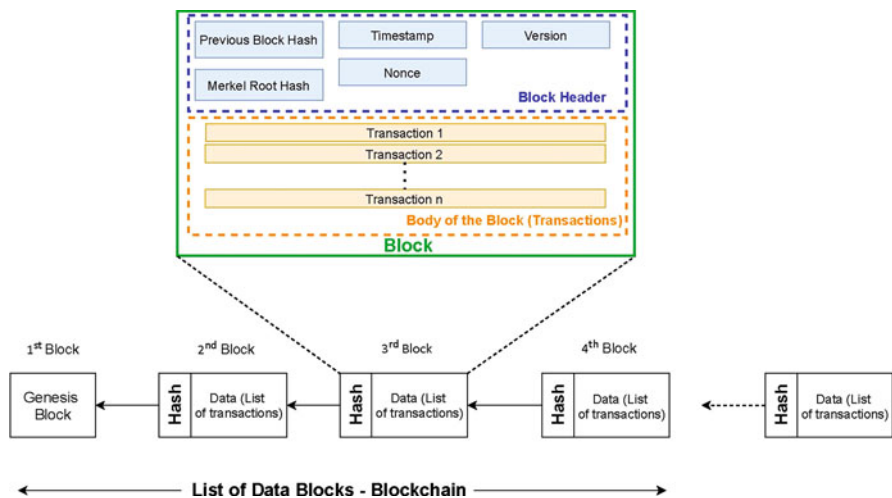 Previous Block Hash
Timestamp
Version
Merkel Root Hash
Nonce
Block Header
Transaction 1
Transaction 2
Transaction n
Body of the Block (Transactions)
Block
1st Block
2nd Block
3rd Block
4th Block
Genesis
Block
Hash
Data (List
of transactions)
Hash
Data (List
of transactions)
Hash
Data (List
of transactions)
Hash
Data (List
of transactions)
List of Data Blocks - Blockchain